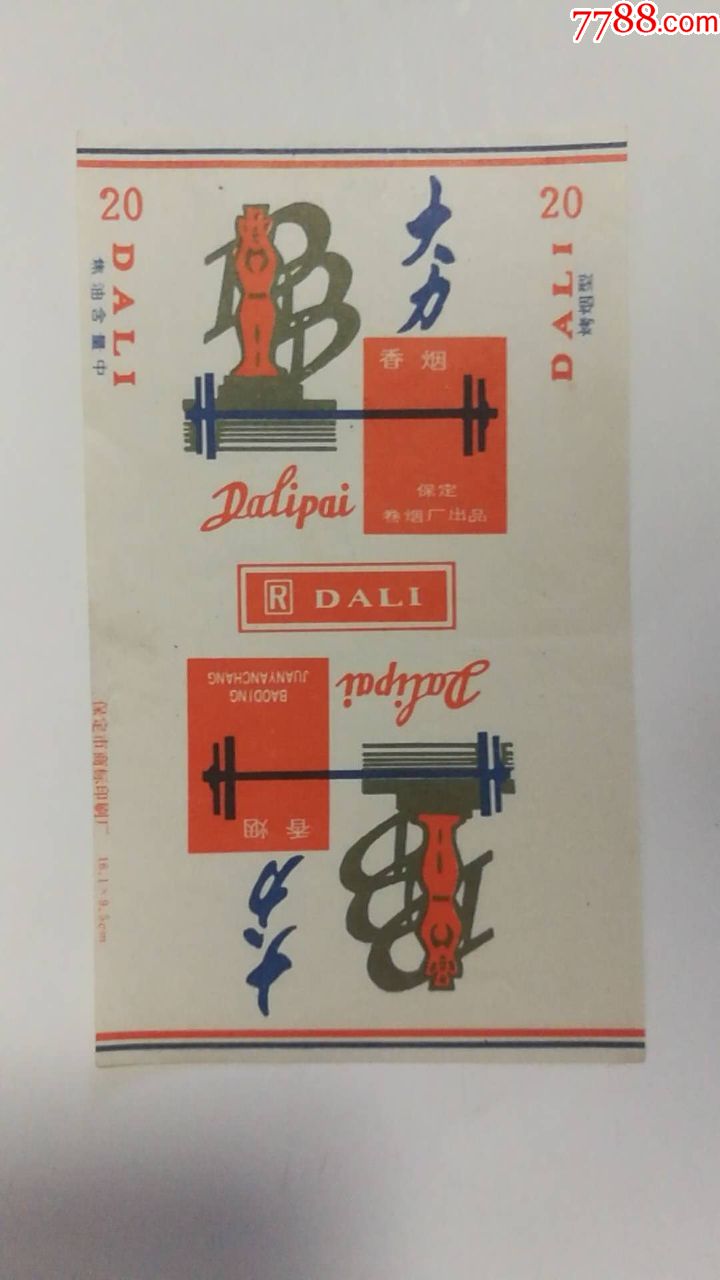 7788.com
20
20
DALI
焦油含量中
大力
DALI
烤烟型
香烟
保定
卷烟厂出品
Dalipai
R DALI
Dalipai
BAODING
JUANYANCHANG
香烟
大力
保定市商标印刷厂 16.1×9.5cm